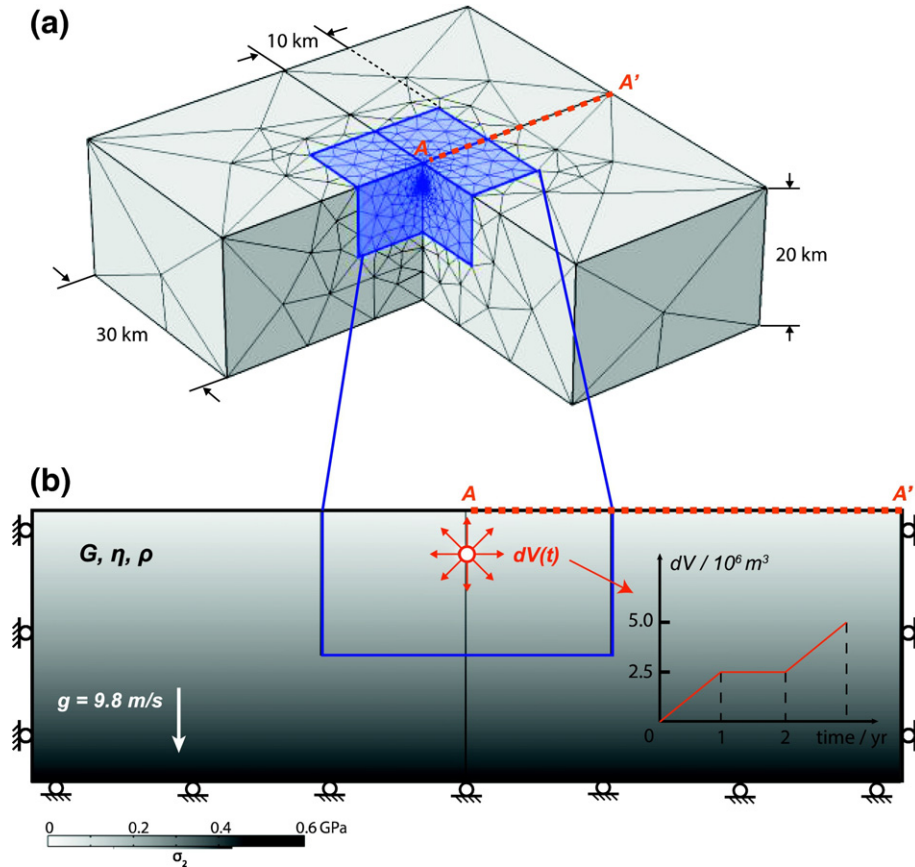 (a)
10 km
A'
A
20 km
30 km
(b)
A
A'
G, η, ρ
dV(t)
dV / 10⁶ m³
5.0
2.5
g = 9.8 m/s
0
1
2
time / yr
0
0.2
0.4
0.6 GPa
σ₂